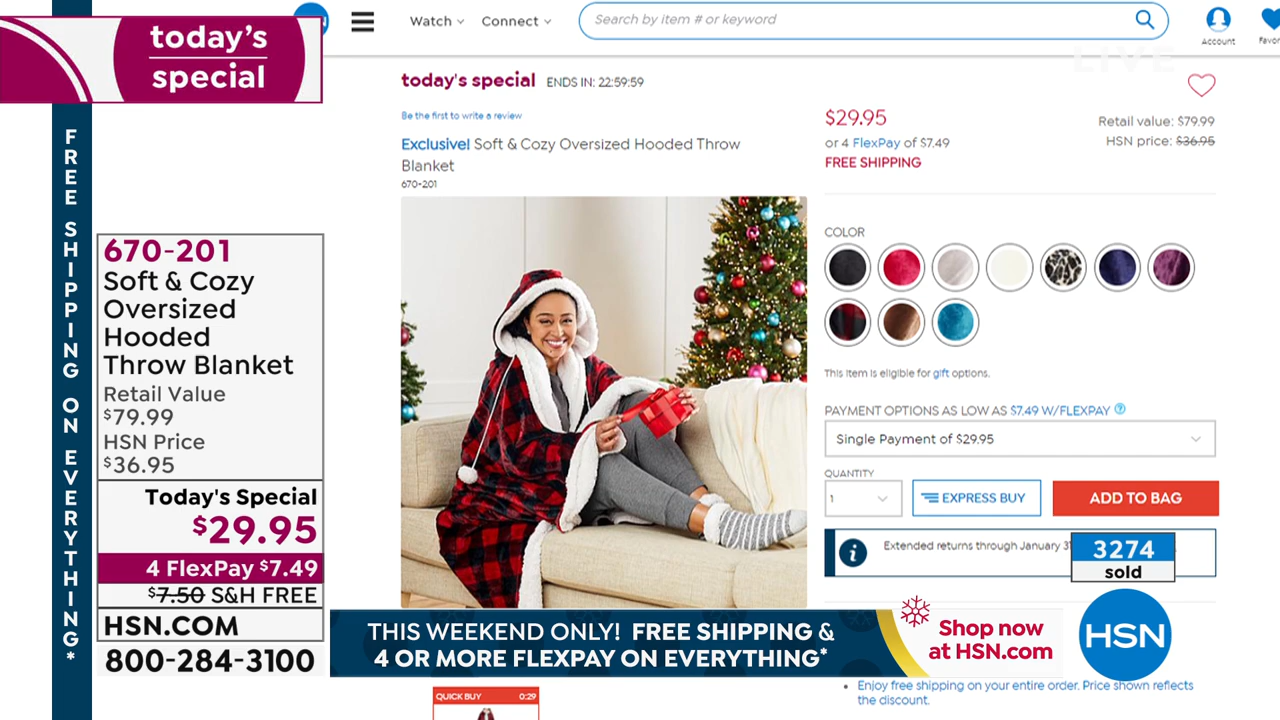 today's
special
FREE SHIPPING ON EVERYTHING*
670-201
Soft & Cozy
Oversized
Hooded
Throw Blanket
Retail Value
$79.99
HSN Price
$36.95
Today's Special
$29.95
4 FlexPay $7.49
$7.50 S&H FREE
HSN.COM
800-284-3100
Watch
Connect
Search by item # or keyword
Account
LIVE
today's special ENDS IN: 22:59:59
Be the first to write a review
Exclusive! Soft & Cozy Oversized Hooded Throw
Blanket
670-201
$29.95
or 4 FlexPay of $7.49
FREE SHIPPING
Retail value: $79.99
HSN price: $36.95
COLOR
This item is eligible for gift options.
PAYMENT OPTIONS AS LOW AS $7.49 W/FLEXPAY ?
Single Payment of $29.95
QUANTITY
1
EXPRESS BUY
ADD TO BAG
i
Extended returns through January 31
3274
sold
THIS WEEKEND ONLY! FREE SHIPPING &
4 OR MORE FLEXPAY ON EVERYTHING*
Shop now
at HSN.com
HSN
QUICK BUY 0:29
• Enjoy free shipping on your entire order. Price shown reflects
the discount.